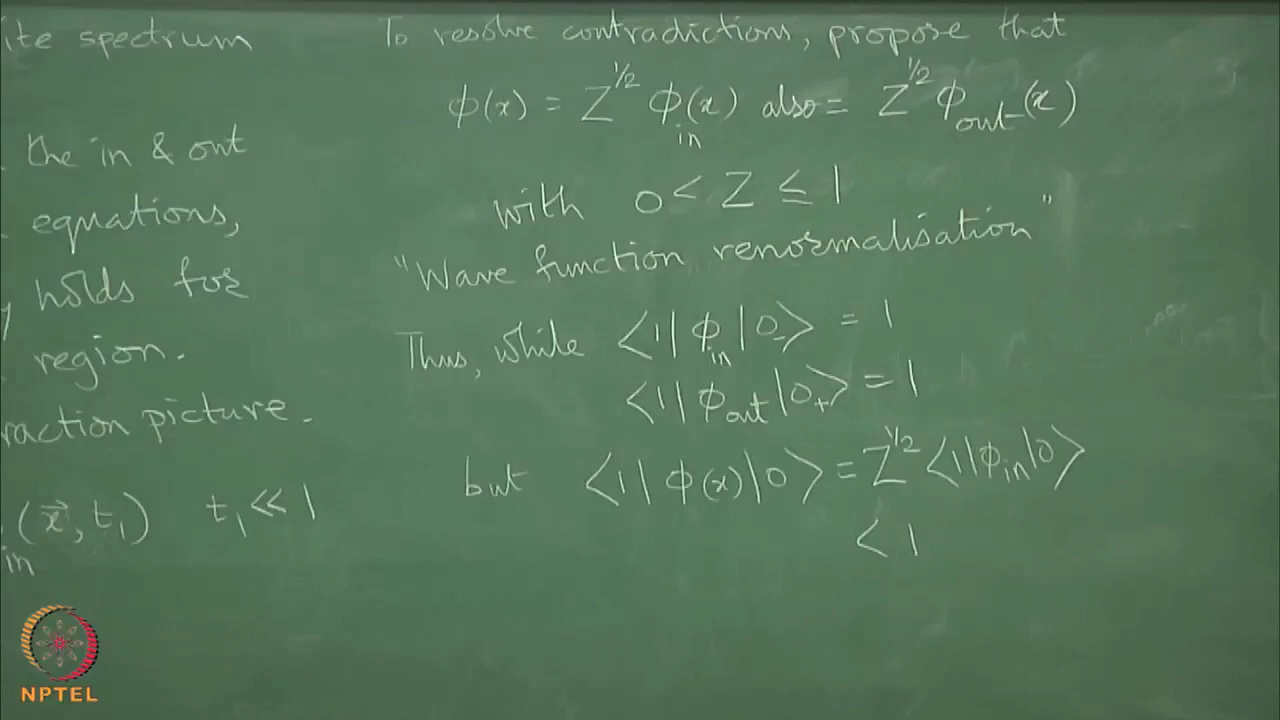 ite spectrum
the in & out
equations,
holds for
region.
raction picture.
(x⃗, t₁) t₁ << 1
in
To resolve contradictions, propose that
ϕ(x) = Z^1/2 ϕ_in(x) also = Z^1/2 ϕ_out(x)
with 0 < Z ≤ 1
"Wave function renormalisation"
Thus, while <1| ϕ_in |0_-> = 1
<1| ϕ_out |0_+> = 1
but <1| ϕ(x) |0> = Z^1/2 <1|ϕ_in|0>
< 1
NPTEL